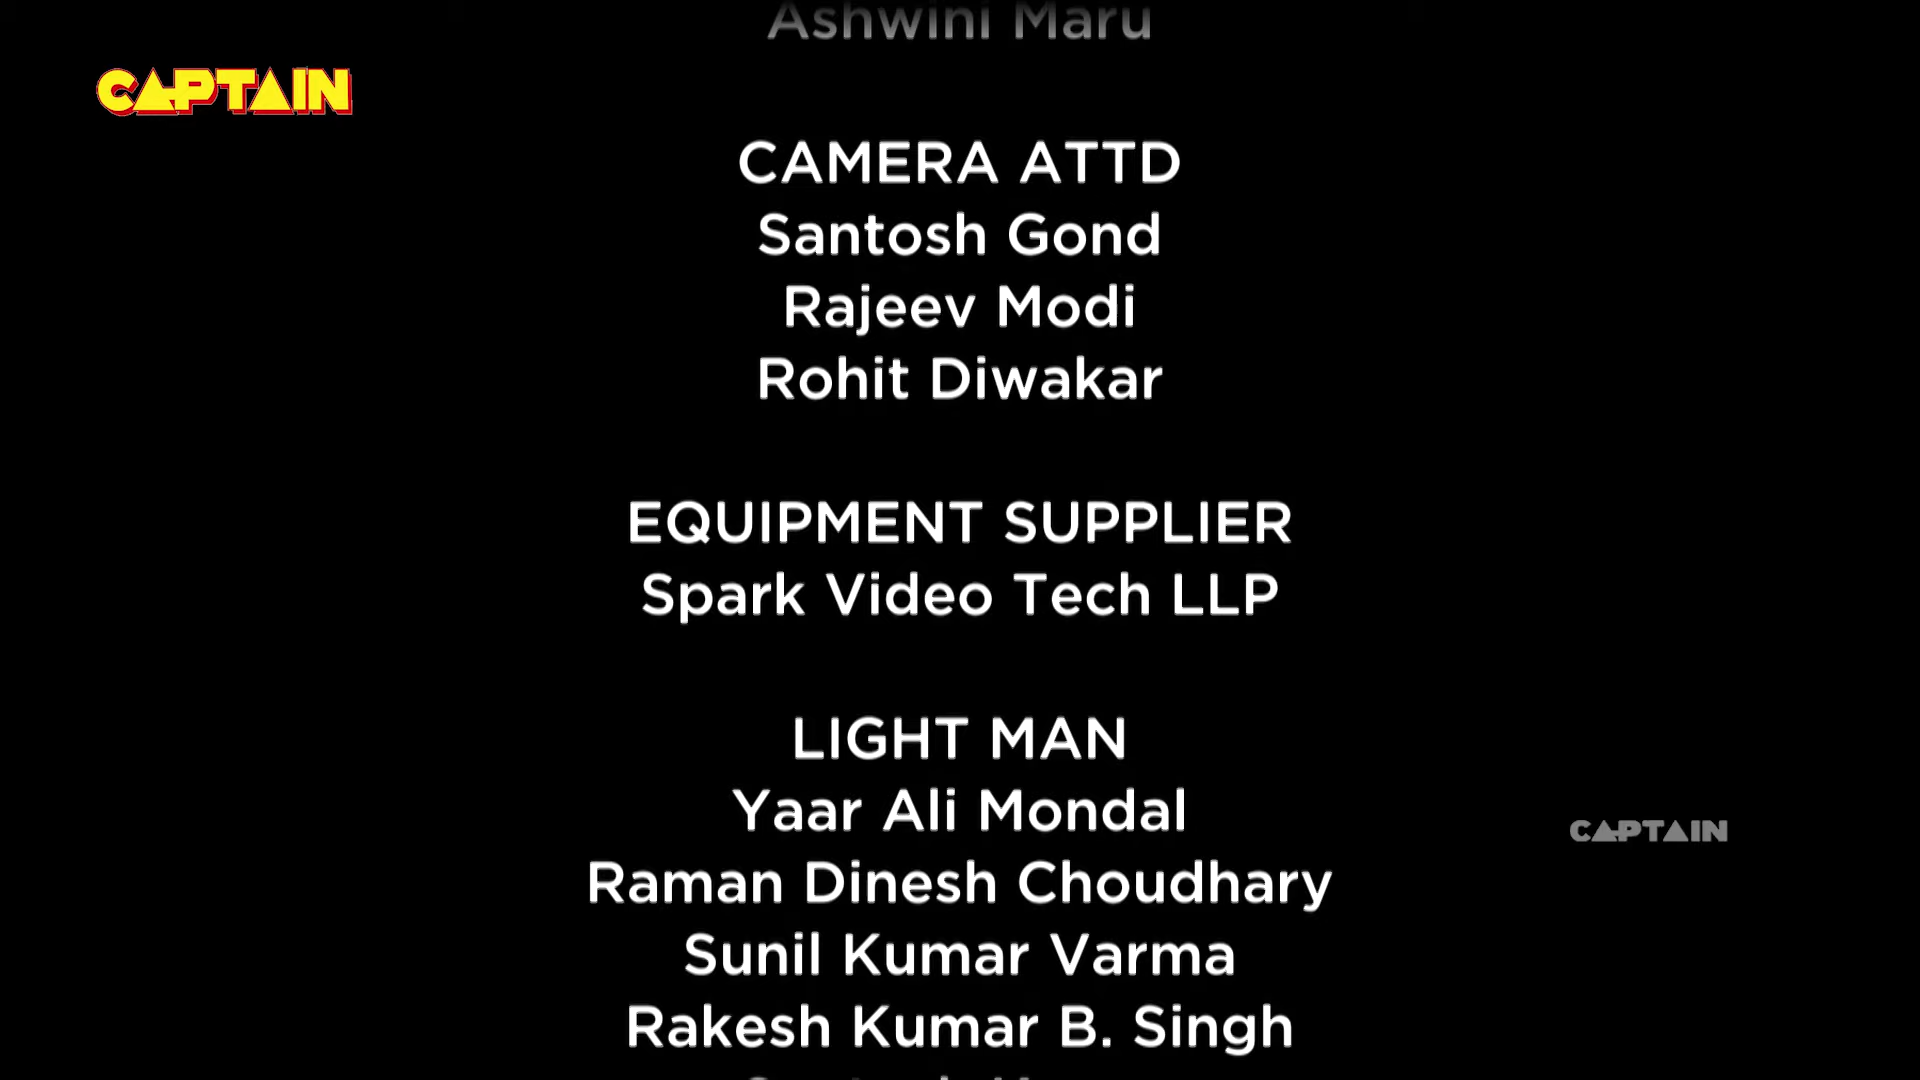 Ashwini Maru
CAPTAIN
CAMERA ATTD
Santosh Gond
Rajeev Modi
Rohit Diwakar
EQUIPMENT SUPPLIER
Spark Video Tech LLP
LIGHT MAN
Yaar Ali Mondal
CAPTAIN
Raman Dinesh Choudhary
Sunil Kumar Varma
Rakesh Kumar B. Singh